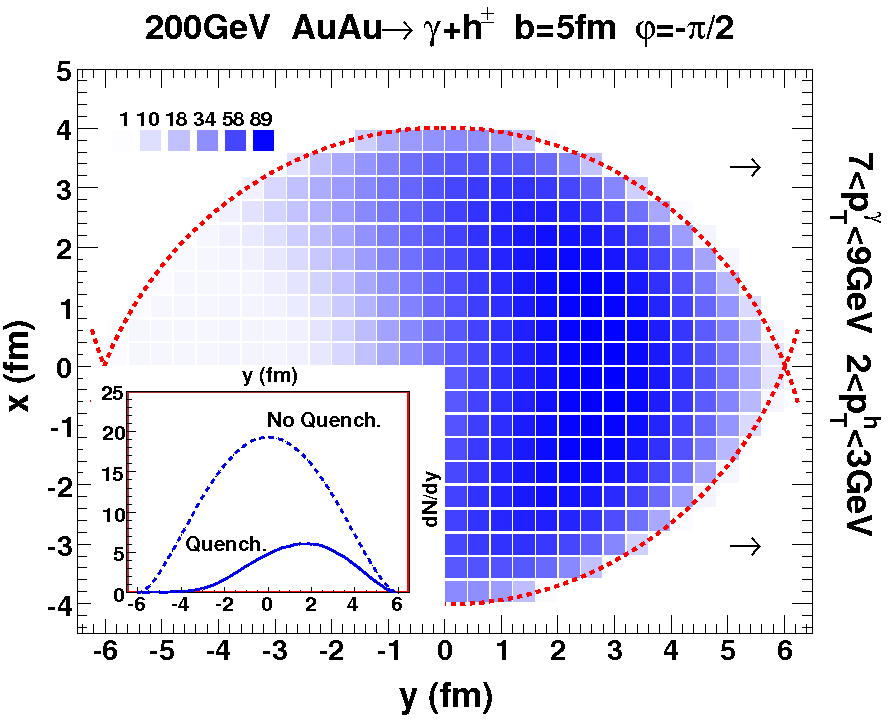 200GeV AuAu→ γ+h± b=5fm φ=-π/2
5
4
3
2
1
0
-1
-2
-3
-4
x (fm)
1 10 18 34 58 89
→
→
7<pTγ<9GeV 2<pTh<3GeV
y (fm)
25
20
15
10
5
0
No Quench.
Quench.
dN/dy
-6 -4 -2 0 2 4 6
-6 -5 -4 -3 -2 -1 0 1 2 3 4 5 6
y (fm)